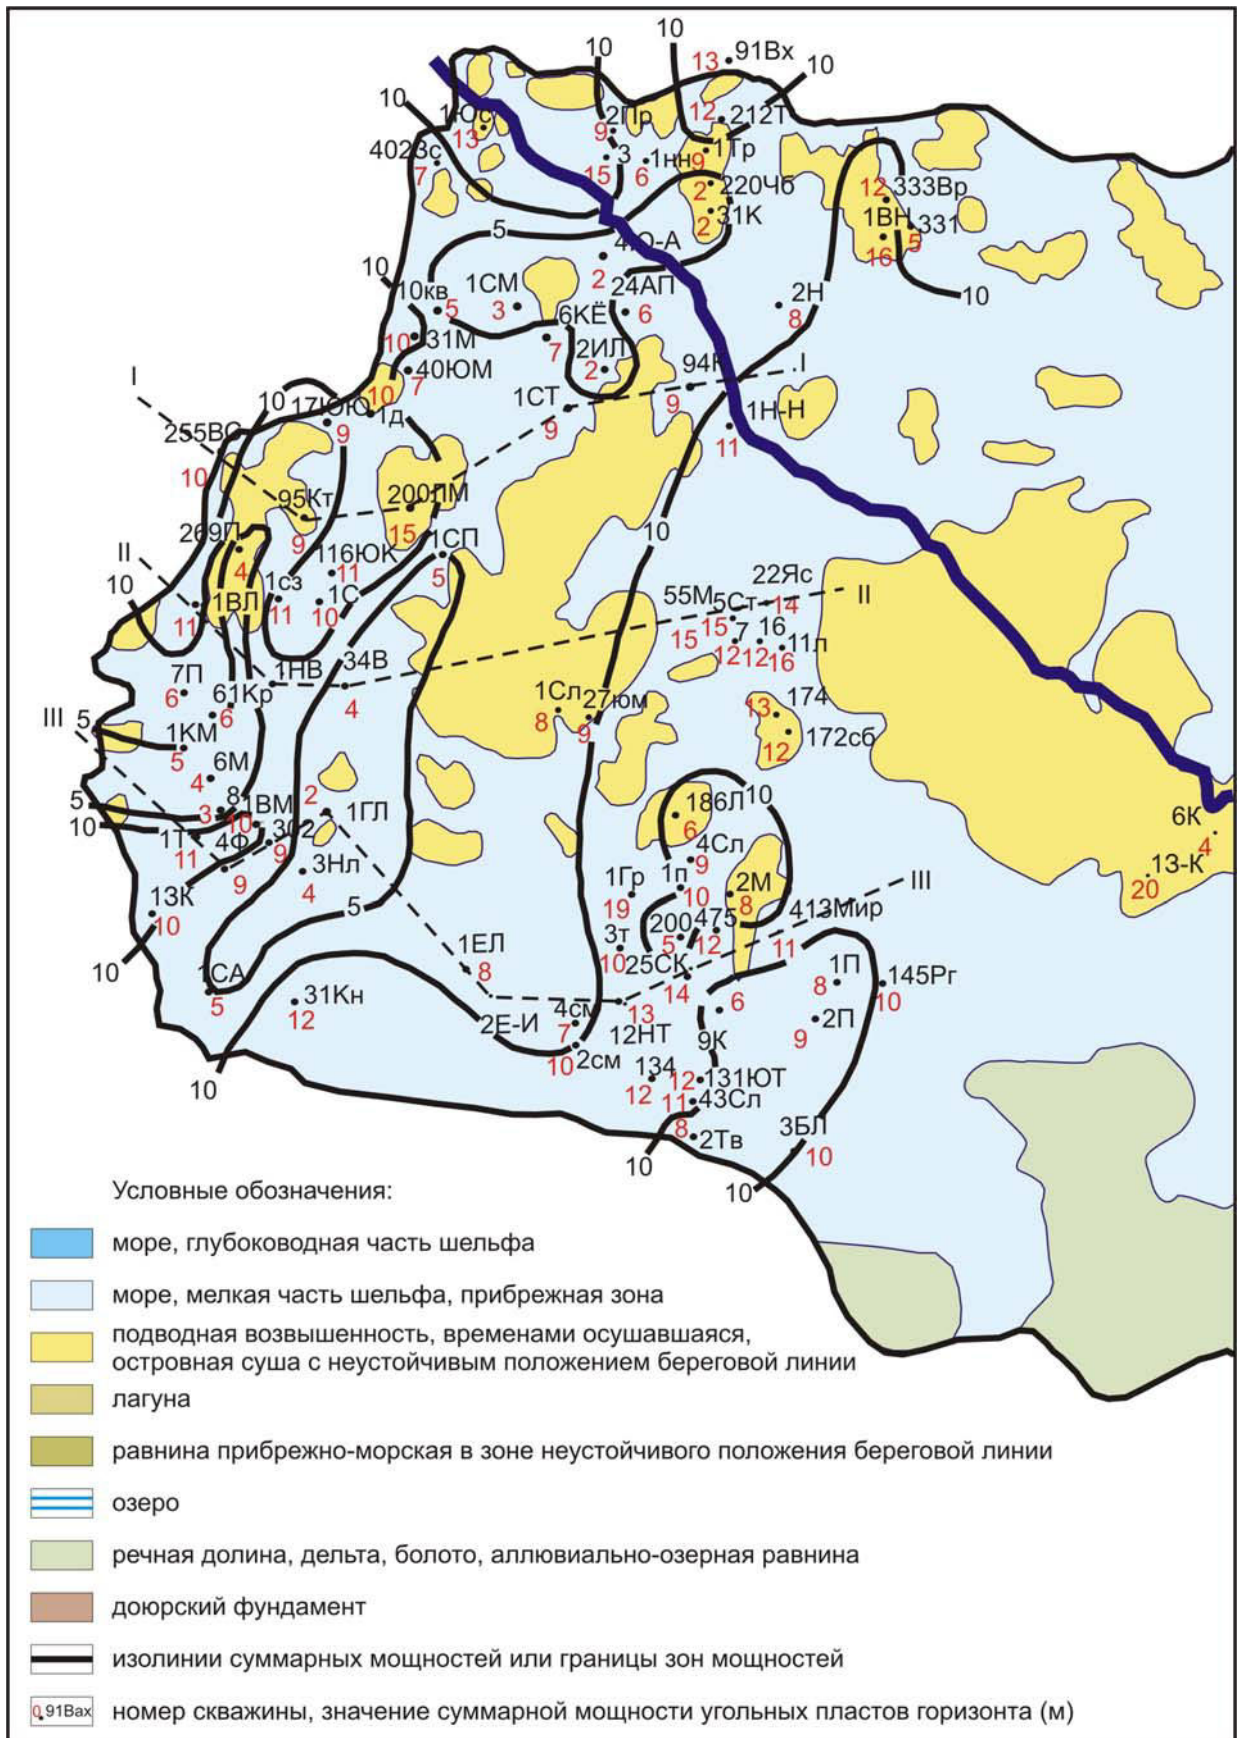 10
10
10
91Вх
13
10
1Юс
13
2Пр
9
12
212Т
4023с
7
3
15
1нн
6
1Тр
9
220Чб
2
31К
2
12
333Вр
1ВН
331
5
16
5
4Ю-А
2
10
10
10кв
5
1СМ
3
24АП
6
6КЁ
7
2Н
8
31М
10
2ИЛ
2
40ЮМ
7
I
94К
9
I
10
17ЮЮ
9
10
1д
1СТ
9
1Н-Н
11
255ВС
10
95Кт
9
200ЛМ
15
10
269П
4
116ЮК
11
1СП
5
II
10
1ВЛ
11
1сз
11
1С
10
55М
15
5Ст
15
22Яс
14
II
7
12
16
12
11л
16
7П
6
1НВ
34В
4
61Кр
6
1Сл
8
27юм
9
174
13
172сб
12
III
5
1КМ
5
6М
4
5
8
3
1ВМ
10
2
1ГЛ
10
186Л
6
6К
4
10
1Т
11
4Ф
9
302
9
3Нл
4
4Сл
9
13-К
20
13К
10
5
1Гр
19
1п
10
2М
8
III
3т
10
200
5
475
12
413Мир
11
10
1СА
5
1ЕЛ
8
25СК
14
1П
8
145Рг
10
31Кн
12
2Е-И
4см
7
13
12НТ
6
9К
2П
9
2см
10
10
134
12
12
131ЮТ
11
43Сл
8
2Тв
3БЛ
10
10
10
Условные обозначения:
море, глубоководная часть шельфа
море, мелкая часть шельфа, прибрежная зона
подводная возвышенность, временами осушавшаяся,
островная суша с неустойчивым положением береговой линии
лагуна
равнина прибрежно-морская в зоне неустойчивого положения береговой линии
озеро
речная долина, дельта, болото, аллювиально-озерная равнина
доюрский фундамент
изолинии суммарных мощностей или границы зон мощностей
0 91Вах номер скважины, значение суммарной мощности угольных пластов горизонта (м)